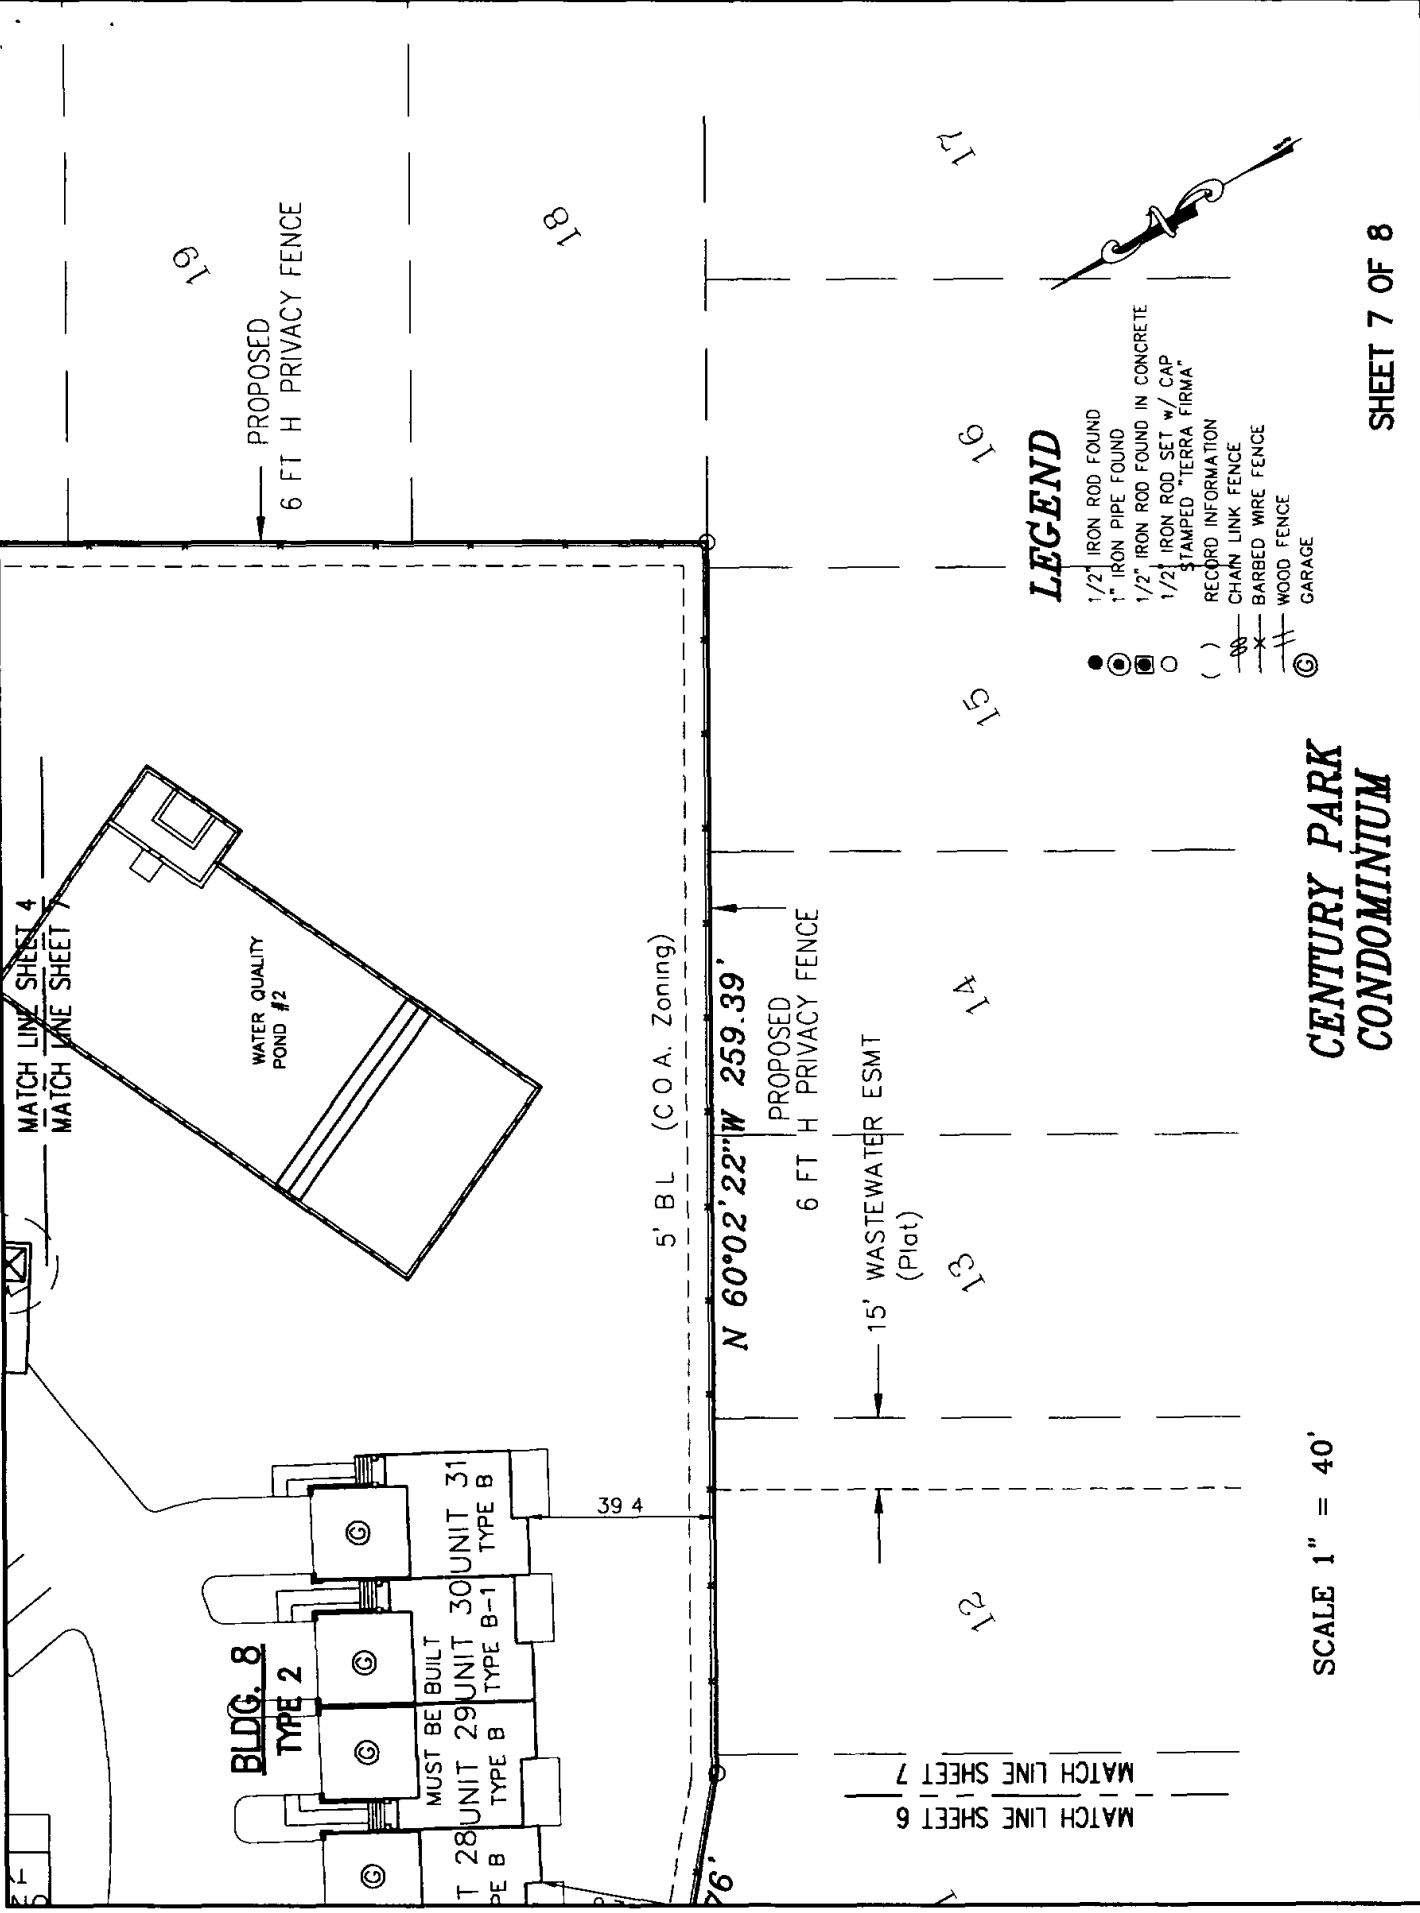 MATCH LINE SHEET 4
MATCH LINE SHEET 7
BLDG. 8
TYPE 2
WATER QUALITY
POND #2
PROPOSED
6 FT H PRIVACY FENCE
19
18
17
G
G
G
G
MUST BE BUILT
T 28
UNIT 29
UNIT 30
UNIT 31
PE B
TYPE B
TYPE B-1
TYPE B
39 4
5' B L (C O A. Zoning)
76'
N 60°02'22"W 259.39'
PROPOSED
6 FT H PRIVACY FENCE
15' WASTEWATER ESMT
(Plat)
12
13
14
15
16
MATCH LINE SHEET 6
MATCH LINE SHEET 7
LEGEND
1/2" IRON ROD FOUND
1" IRON PIPE FOUND
1/2" IRON ROD FOUND IN CONCRETE
1/2" IRON ROD SET w/ CAP
STAMPED "TERRA FIRMA"
( ) RECORD INFORMATION
CHAIN LINK FENCE
BARBED WIRE FENCE
WOOD FENCE
G GARAGE
SCALE 1" = 40'
CENTURY PARK
CONDOMINIUM
SHEET 7 OF 8